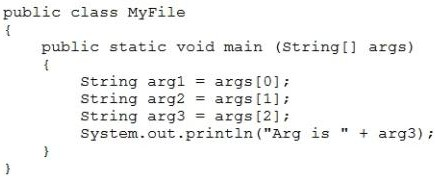 public class MyFile
{
public static void main (String[] args)
{
String arg1 = args[0];
String arg2 = args[1];
String arg3 = args[2];
System.out.println("Arg is " + arg3);
}
}